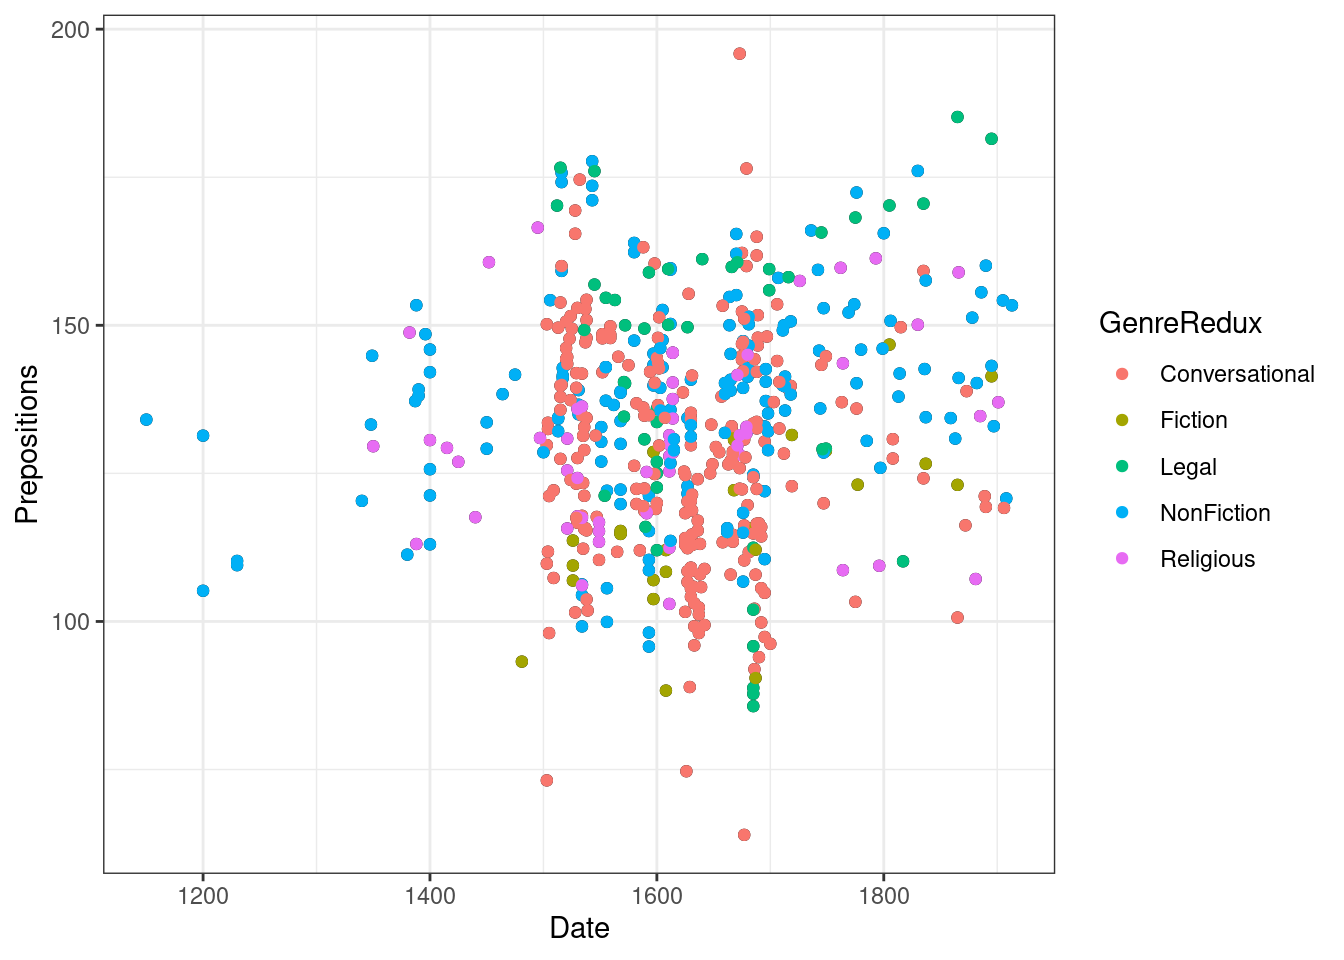 200
150
100
Prepositions
1200
1400
1600
1800
Date
GenreRedux
Conversational
Fiction
Legal
NonFiction
Religious